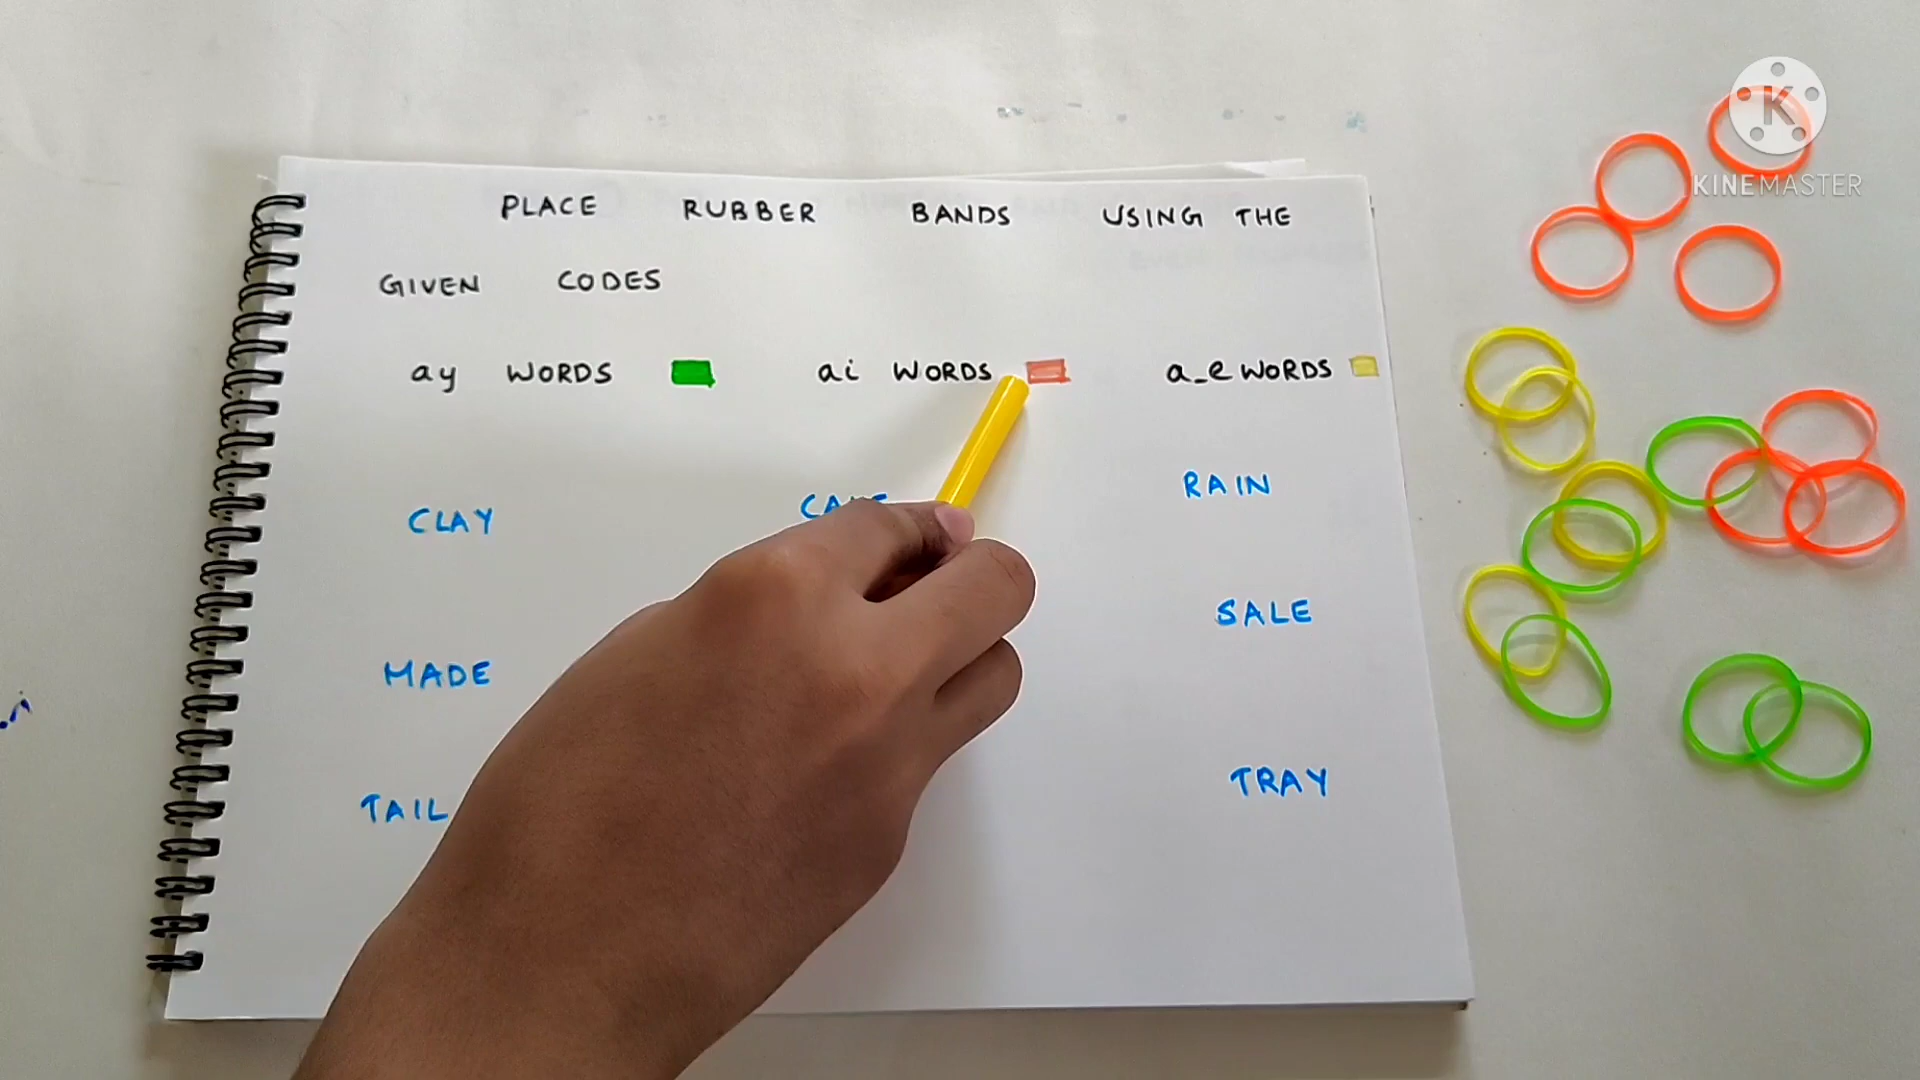 PLACE RUBBER BANDS USING THE
GIVEN CODES
ay WORDS ai WORDS a_e WORDS
CLAY RAIN
MADE SALE
TAIL TRAY
KINEMASTER